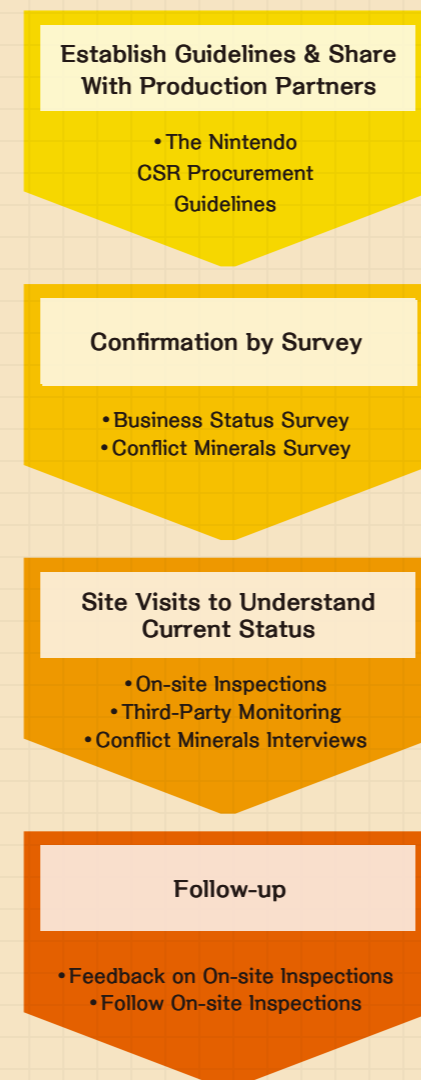 Establish Guidelines & Share
With Production Partners
•The Nintendo
CSR Procurement
Guidelines
Confirmation by Survey
•Business Status Survey
•Conflict Minerals Survey
Site Visits to Understand
Current Status
•On-site Inspections
•Third-Party Monitoring
•Conflict Minerals Interviews
Follow-up
•Feedback on On-site Inspections
•Follow On-site Inspections